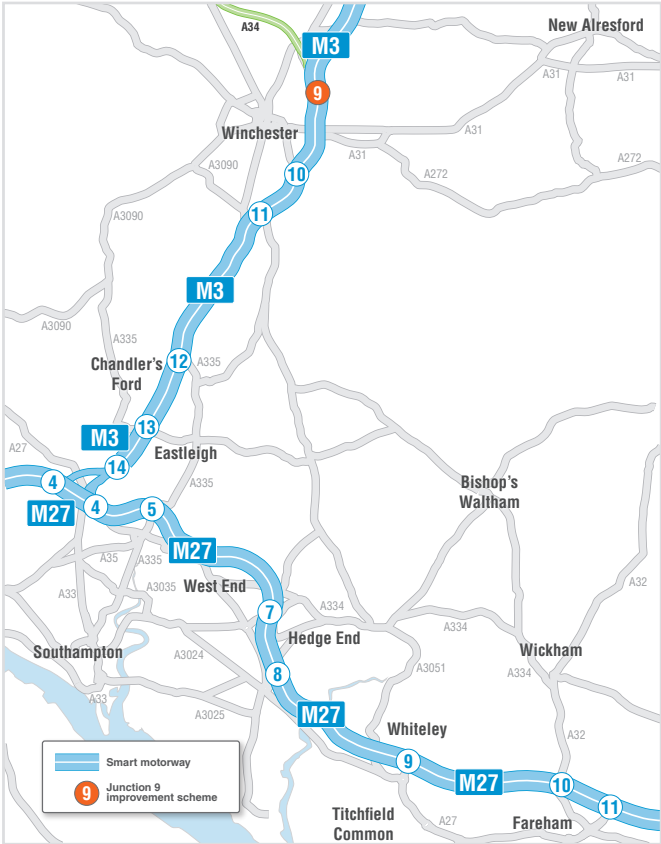 A34
New Alresford
M3
A31
A31
9
A31
Winchester
A31
A272
A3090
10
A272
11
A3090
M3
A3090
A335
Chandler's
Ford
12
A335
M3
13
A27
14
Eastleigh
A335
4
Bishop's
Waltham
M27
4
5
M27
A35
A335
A33
A3035
West End
A32
7
A334
Hedge End
A334
Southampton
A3024
Wickham
A3051
A334
8
A33
A3025
M27
Whiteley
A32
9
M27
10
11
Smart motorway
9
Junction 9
improvement scheme
Titchfield
Common
A27
Fareham